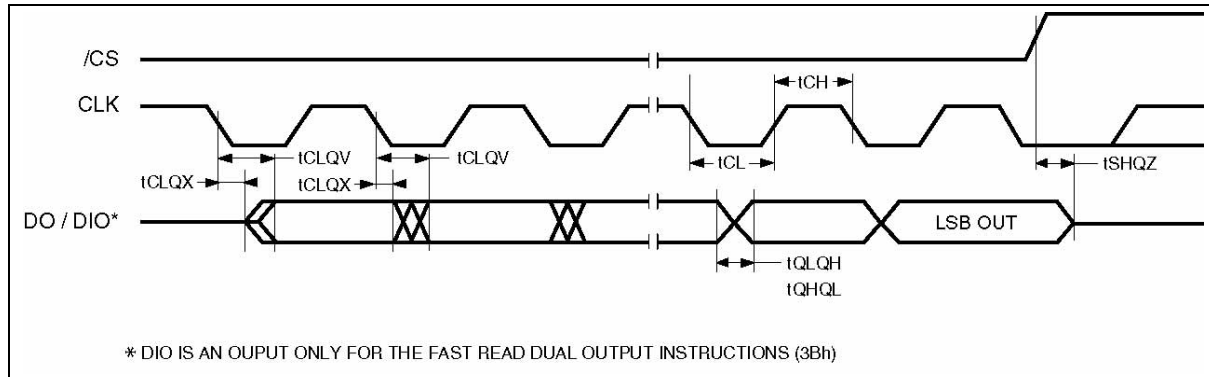 /CS
CLK
tCH
tCLQV
tCLQV
tCL
tSHQZ
tCLQX
tCLQX
DO / DIO*
LSB OUT
tQLQH
tQHQL
* DIO IS AN OUPUT ONLY FOR THE FAST READ DUAL OUTPUT INSTRUCTIONS (3Bh)